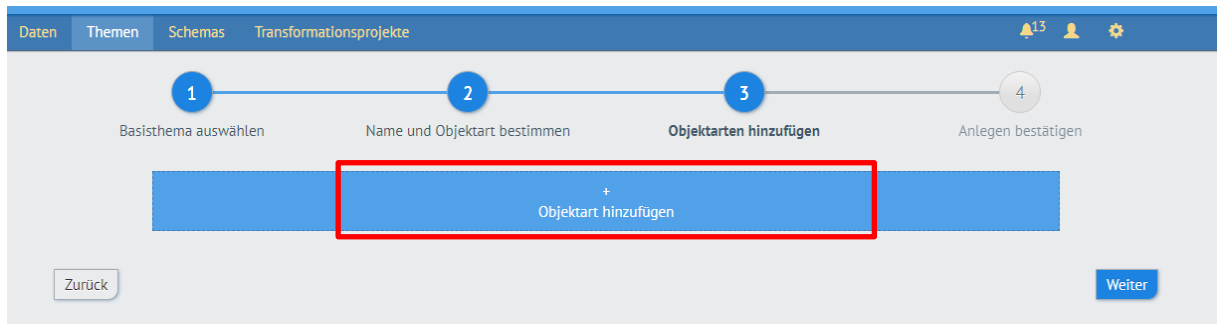 Daten Themen Schemas Transformationsprojekte 13
1 2 3 4
Basisthema auswählen Name und Objektart bestimmen Objektarten hinzufügen Anlegen bestätigen
+
Objektart hinzufügen
Zurück Weiter